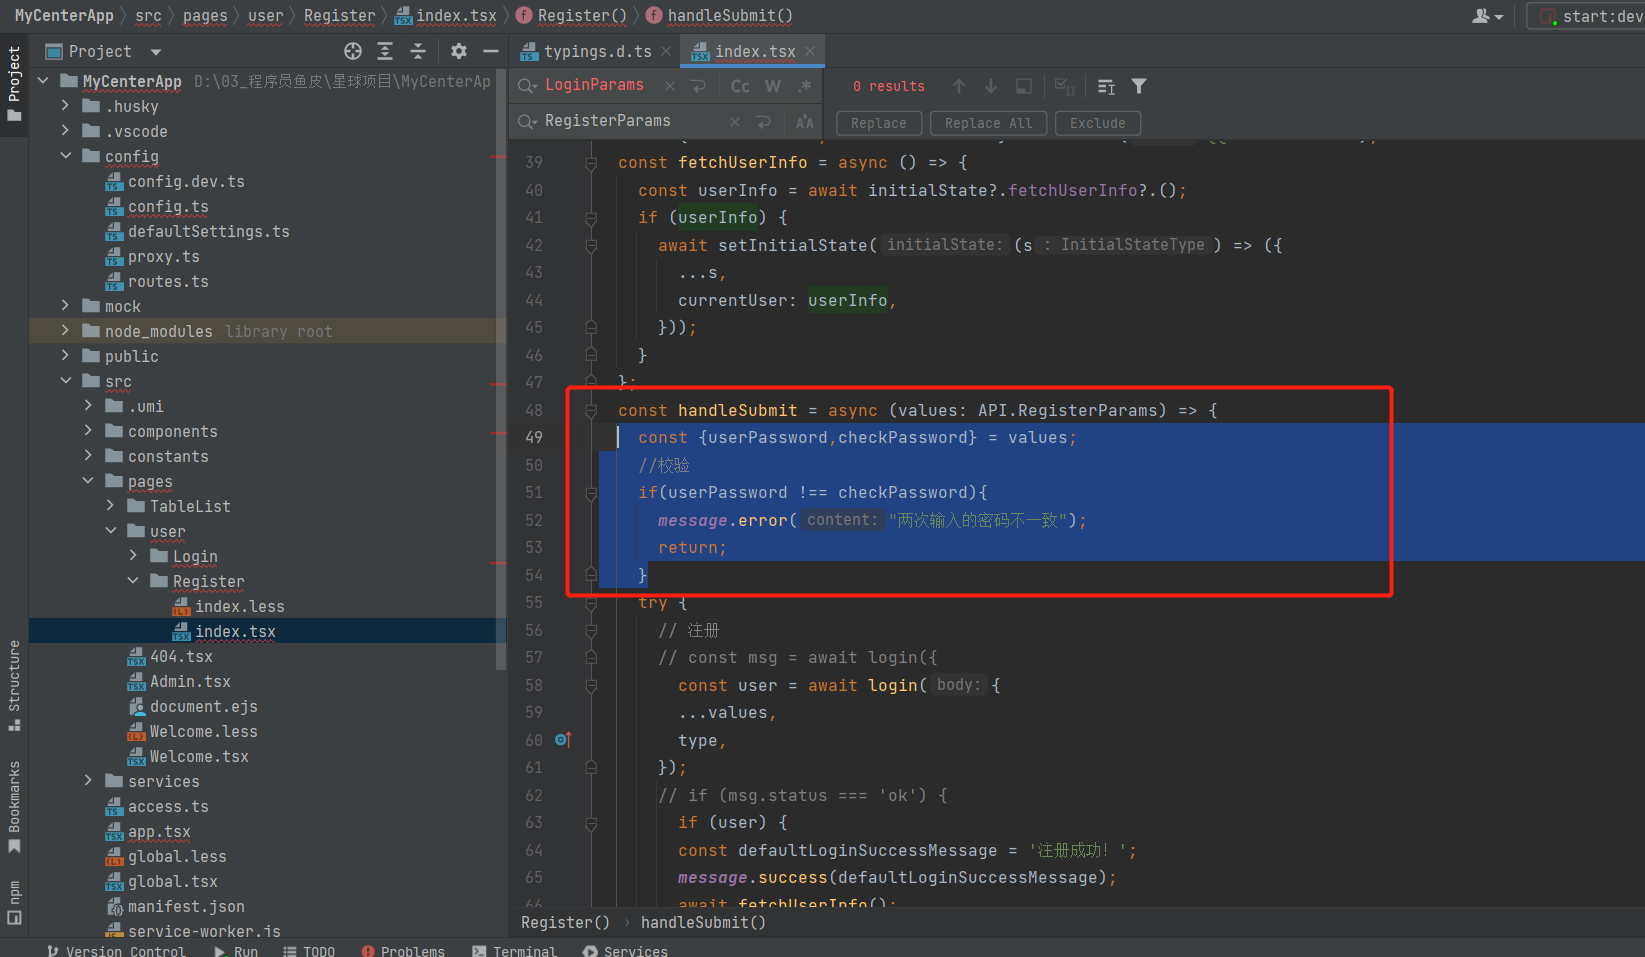 MyCenterApp src pages user Register index.tsx Register() handleSubmit() start:dev
Project
typings.d.ts index.tsx
MyCenterApp D:\03_程序员鱼皮\星球项目\MyCenterAp
LoginParams Cc W .* 0 results
RegisterParams Replace Replace All Exclude
.husky
.vscode
config
config.dev.ts
config.ts
defaultSettings.ts
proxy.ts
routes.ts
mock
node_modules library root
public
src
.umi
components
constants
pages
TableList
user
Login
Register
index.less
index.tsx
404.tsx
Admin.tsx
document.ejs
Welcome.less
Welcome.tsx
services
access.ts
app.tsx
global.less
global.tsx
manifest.json
service-worker.js
39 const fetchUserInfo = async () => {
40 const userInfo = await initialState?.fetchUserInfo?.();
41 if (userInfo) {
42 await setInitialState( initialState: (s : InitialStateType ) => ({
43 ...s,
44 currentUser: userInfo,
45 }));
46 }
47 };
48 const handleSubmit = async (values: API.RegisterParams) => {
49 const {userPassword,checkPassword} = values;
50 //校验
51 if(userPassword !== checkPassword){
52 message.error( content: "两次输入的密码不一致");
53 return;
54 }
55 try {
56 // 注册
57 // const msg = await login({
58 const user = await login( body: {
59 ...values,
60 type,
61 });
62 // if (msg.status === 'ok') {
63 if (user) {
64 const defaultLoginSuccessMessage = '注册成功！';
65 message.success(defaultLoginSuccessMessage);
66 await fetchUserInfo();
Register() handleSubmit()
Project
Structure
Bookmarks
npm
Version Control Run TODO Problems Terminal Services